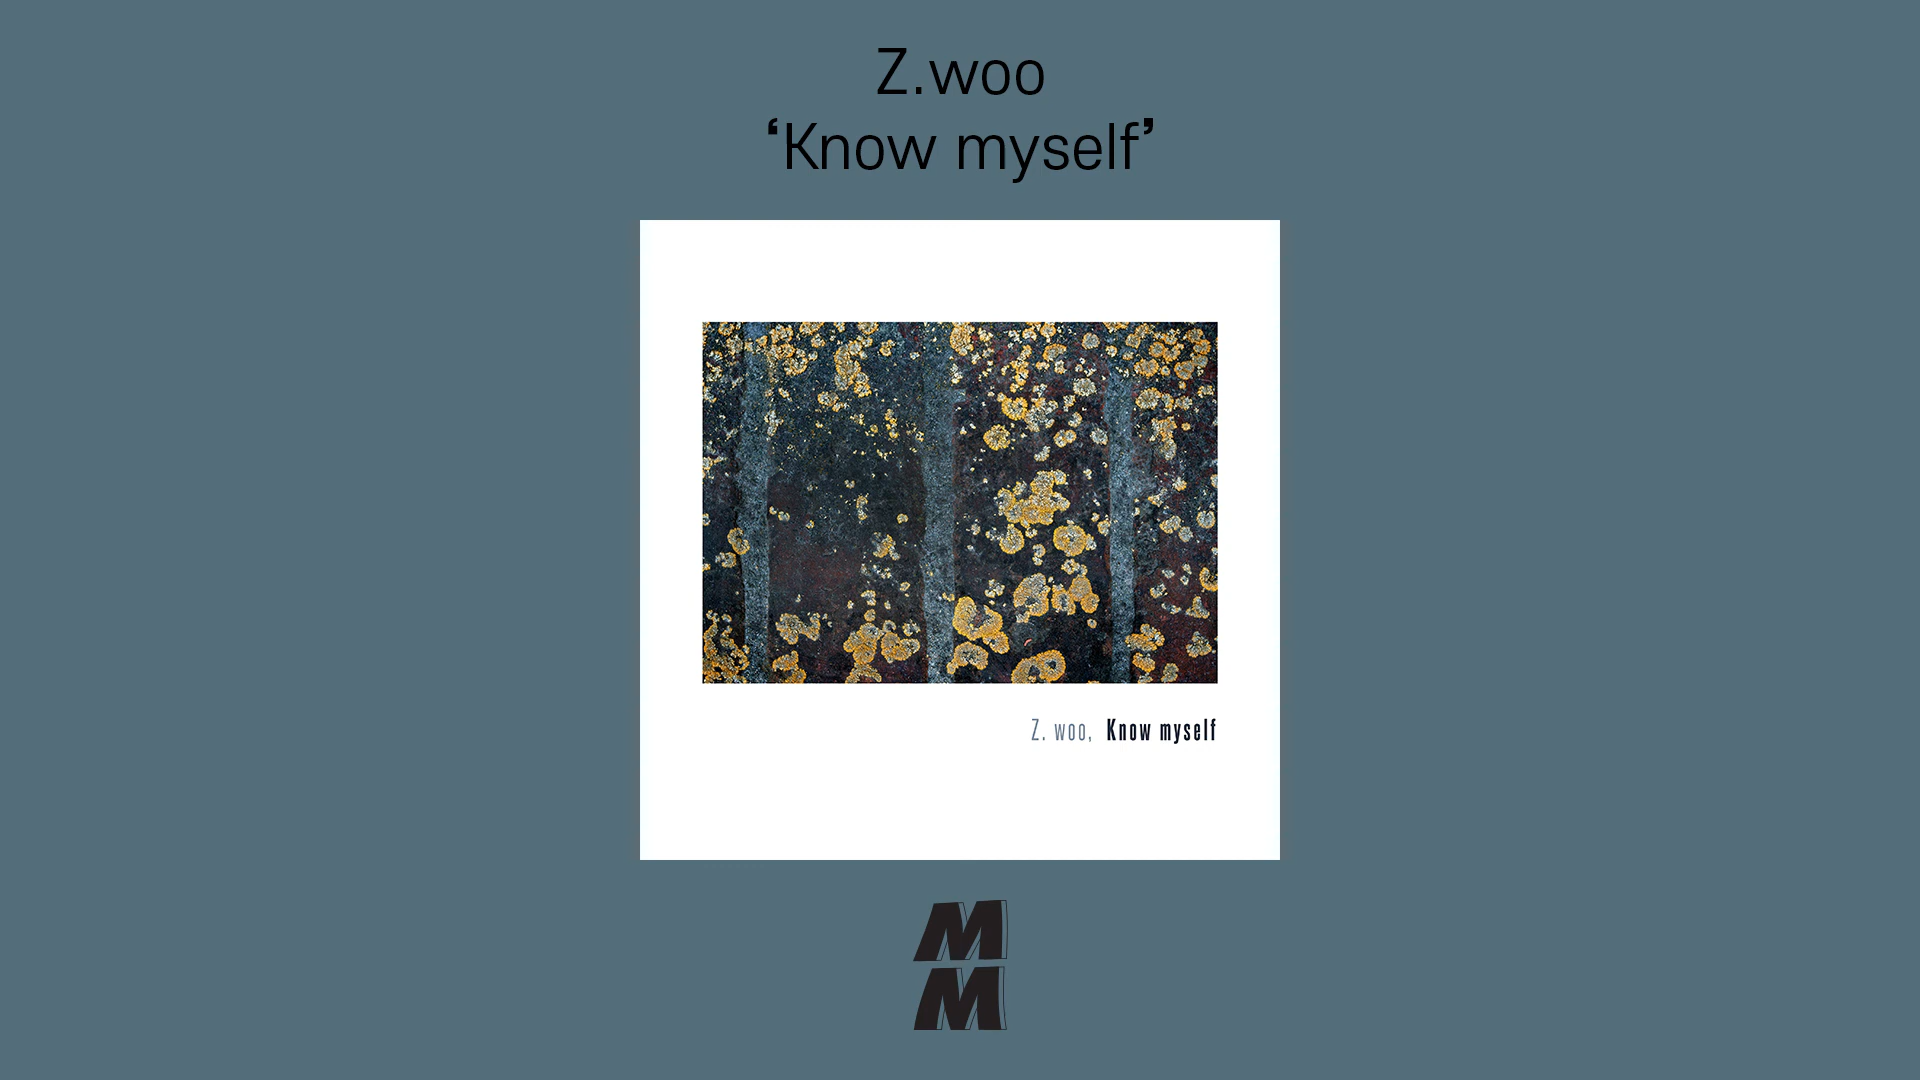 Z.woo
‘Know myself’
Z. woo, Know myself
M
M